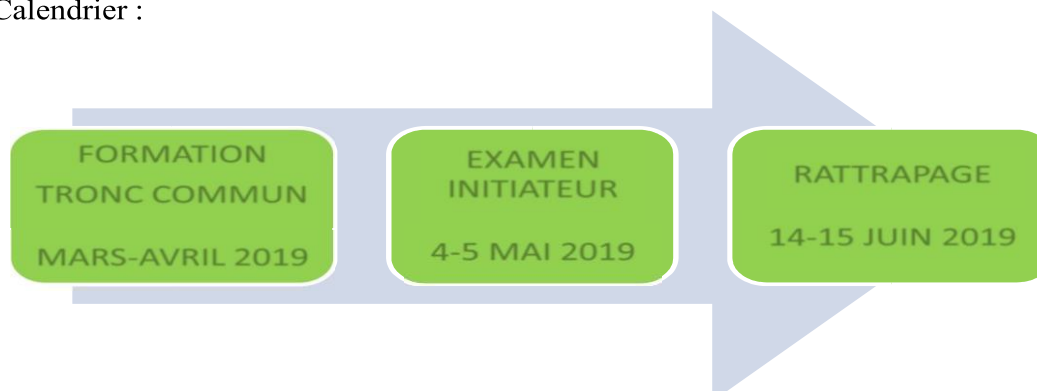 Calendrier :
FORMATION
TRONC COMMUN
MARS-AVRIL 2019
EXAMEN
INITIATEUR
4-5 MAI 2019
RATTRAPAGE
14-15 JUIN 2019